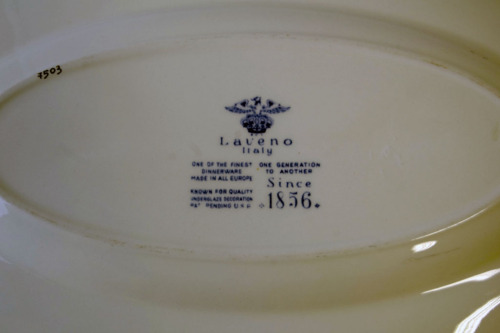 7503
Laveno
Italy
ONE OF THE FINEST
DINNERWARE
MADE IN ALL EUROPE
KNOWN FOR QUALITY
UNDERGLAZE DECORATION
PAT PENDING U.S.A
ONE GENERATION
TO ANOTHER
Since
1856